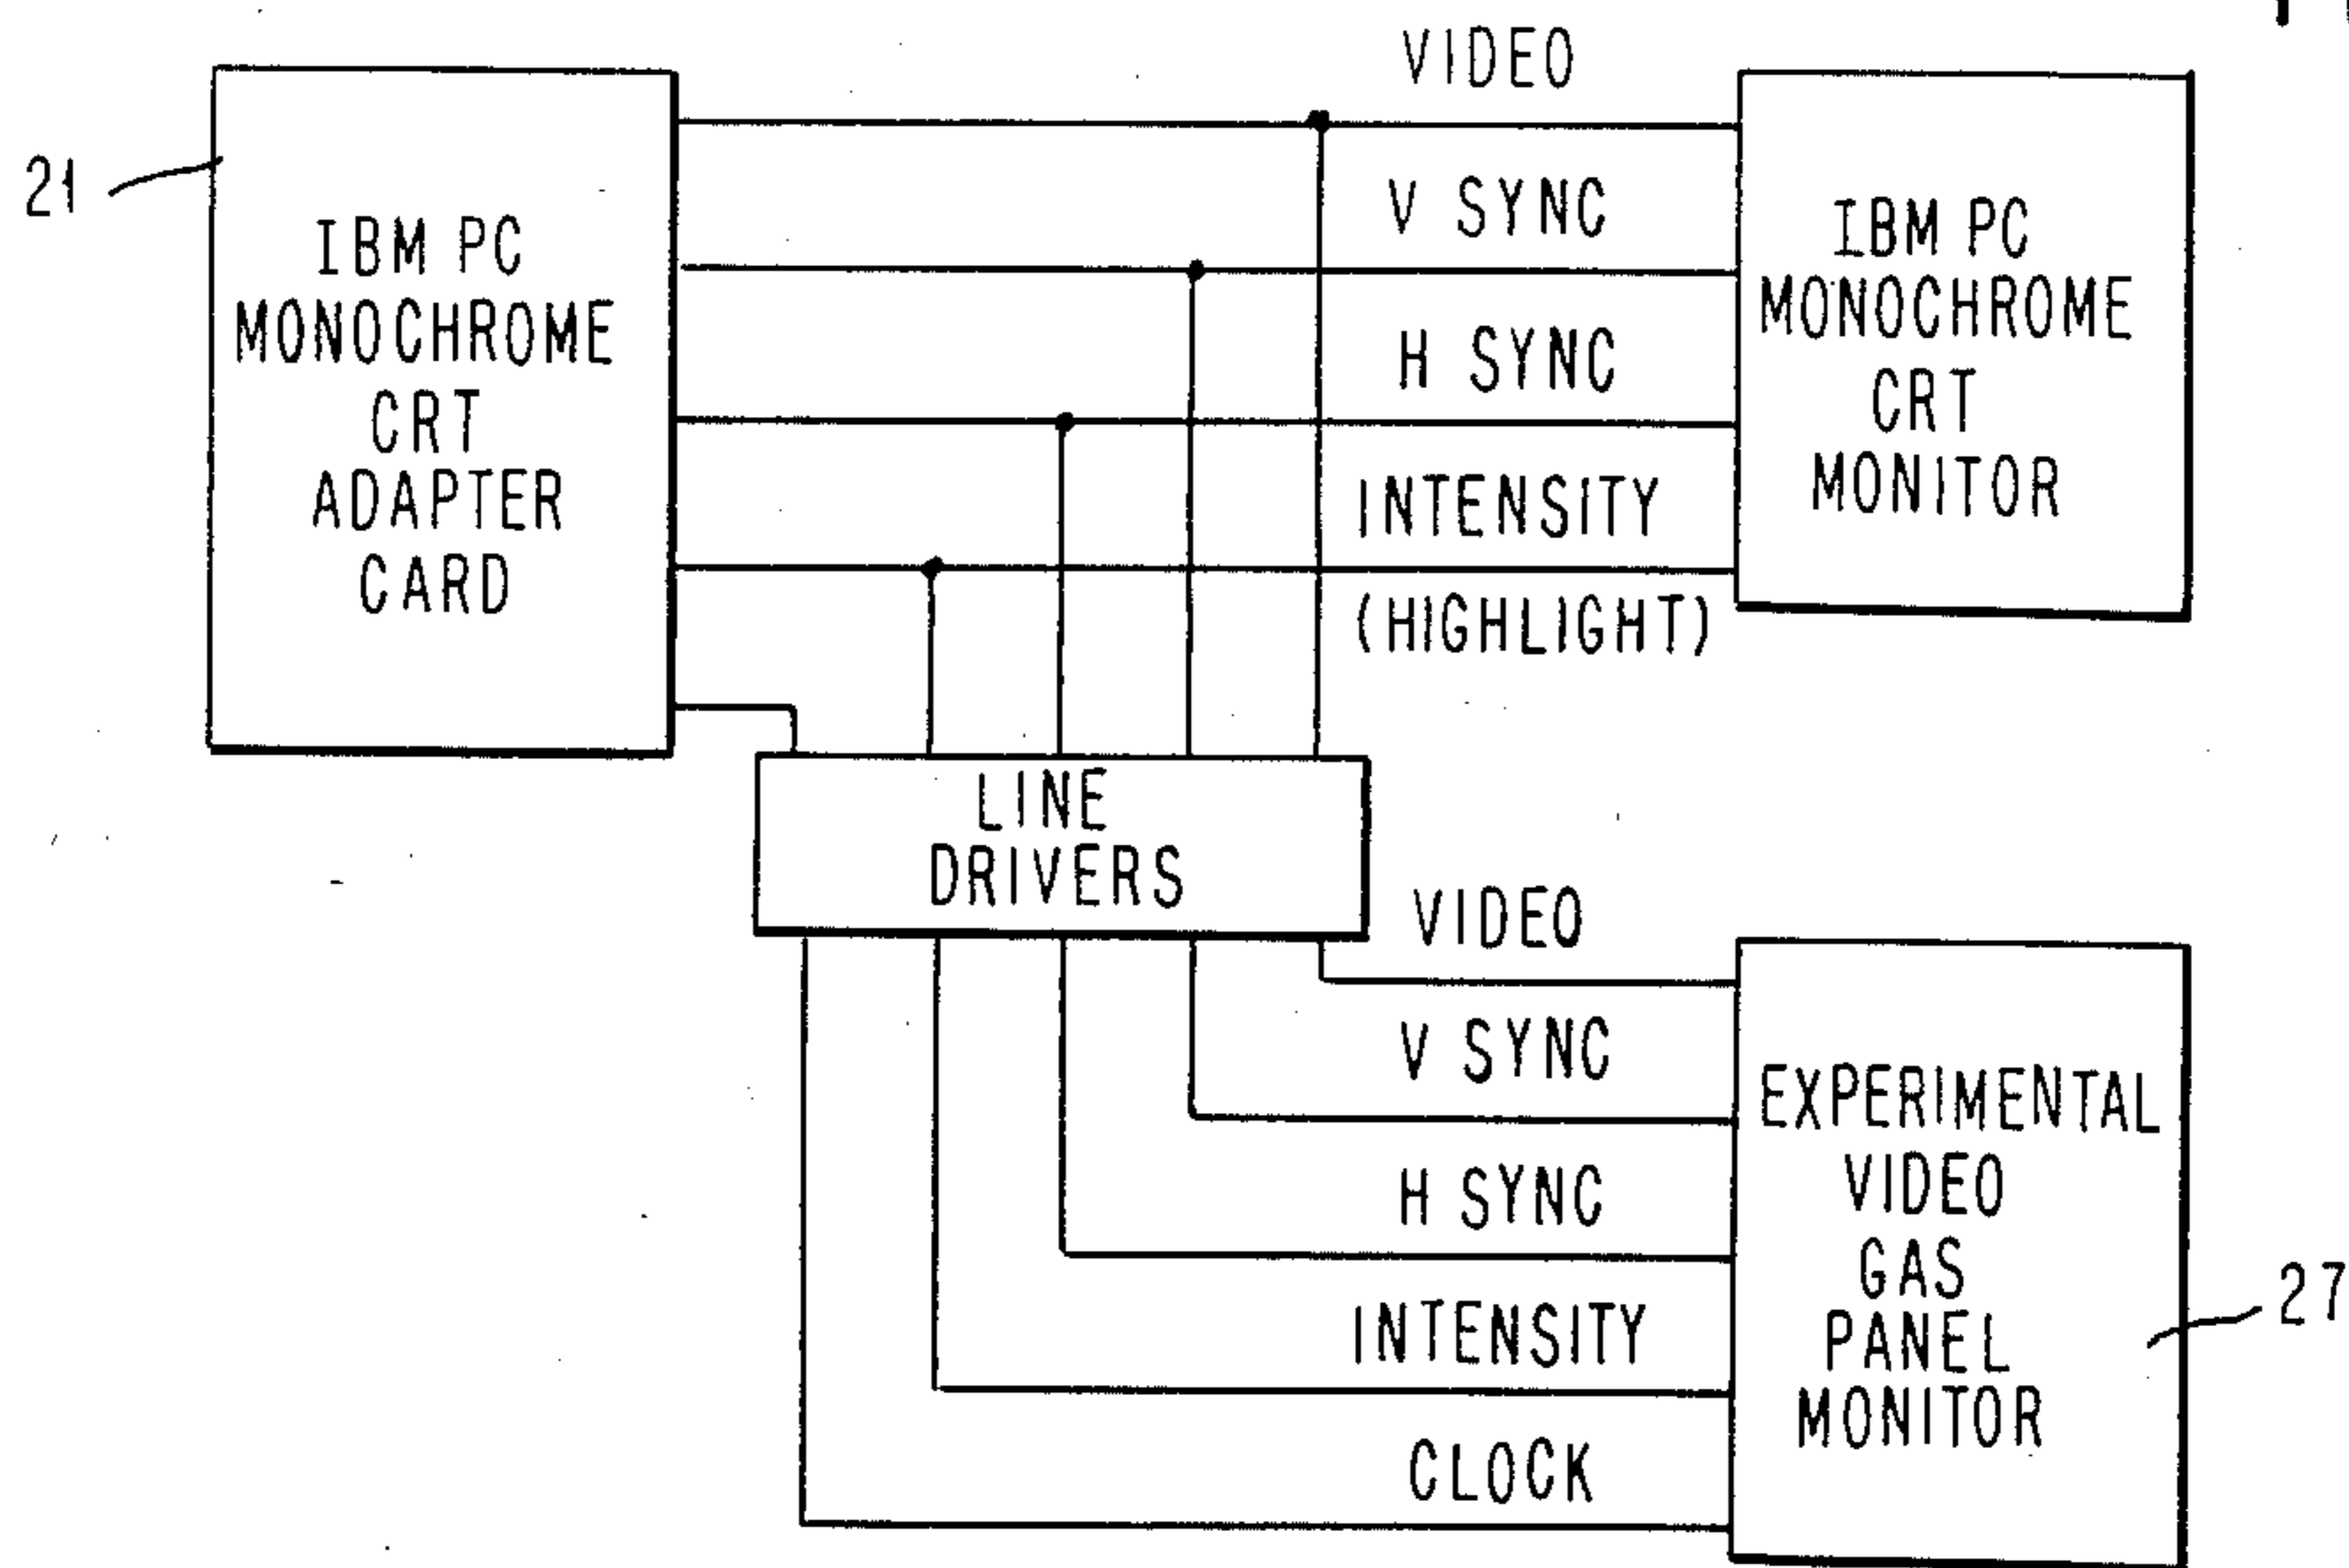 21
IBM PC
MONOCHROME
CRT
ADAPTER
CARD
VIDEO
V SYNC
H SYNC
INTENSITY
(HIGHLIGHT)
IBM PC
MONOCHROME
CRT
MONITOR
LINE
DRIVERS
VIDEO
V SYNC
H SYNC
INTENSITY
CLOCK
EXPERIMENTAL
VIDEO
GAS
PANEL
MONITOR
27